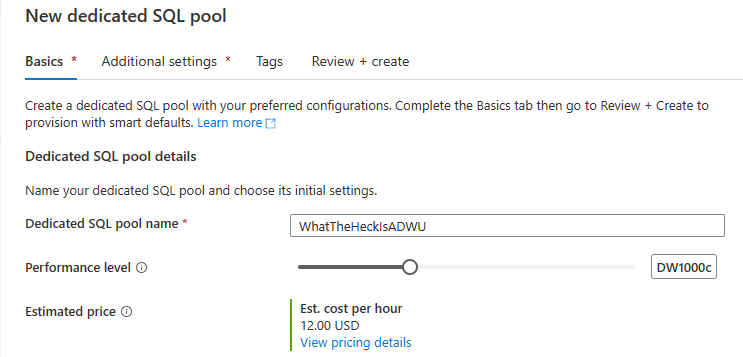 New dedicated SQL pool
Basics * Additional settings * Tags Review + create
Create a dedicated SQL pool with your preferred configurations. Complete the Basics tab then go to Review + Create to
provision with smart defaults. Learn more
Dedicated SQL pool details
Name your dedicated SQL pool and choose its initial settings.
Dedicated SQL pool name * WhatTheHeckIsADWU
Performance level DW1000c
Estimated price Est. cost per hour
12.00 USD
View pricing details